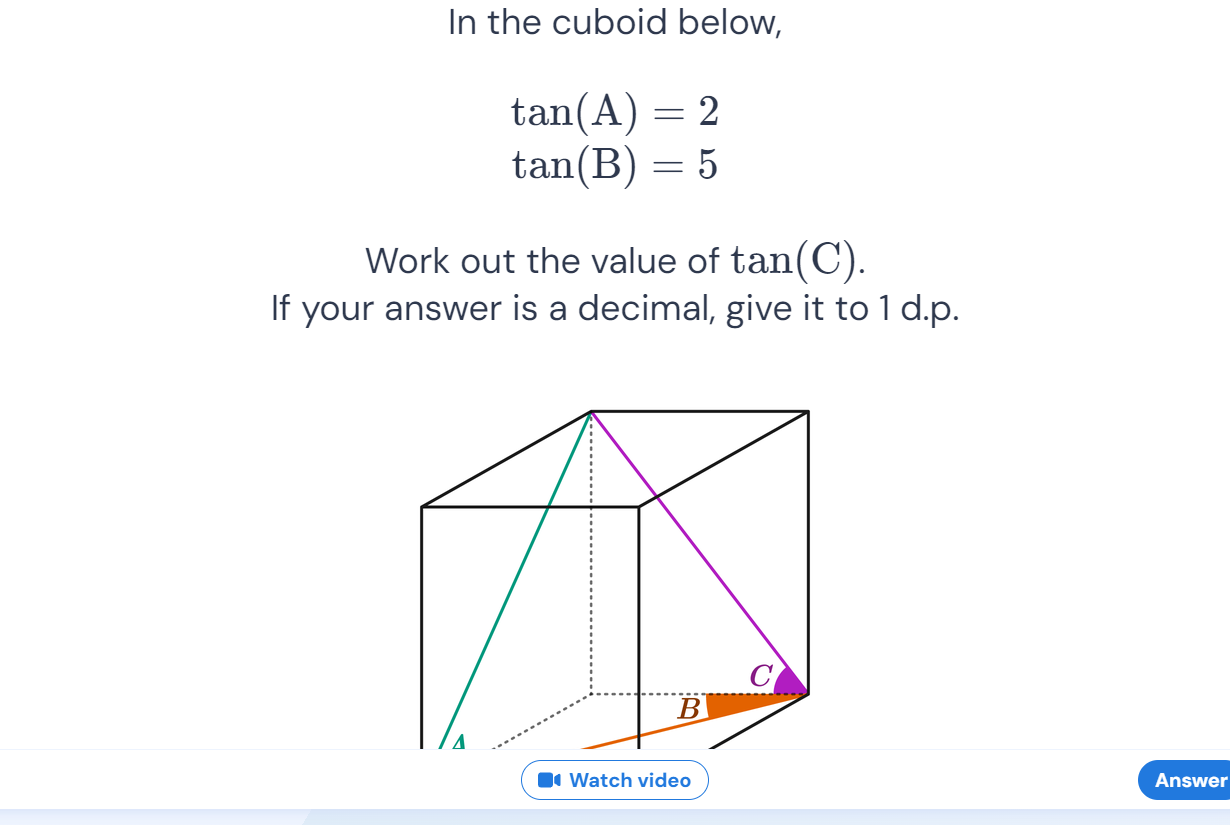 In the cuboid below,
tan(A) = 2
tan(B) = 5
Work out the value of tan(C).
If your answer is a decimal, give it to 1 d.p.
C
B
A
Watch video
Answer